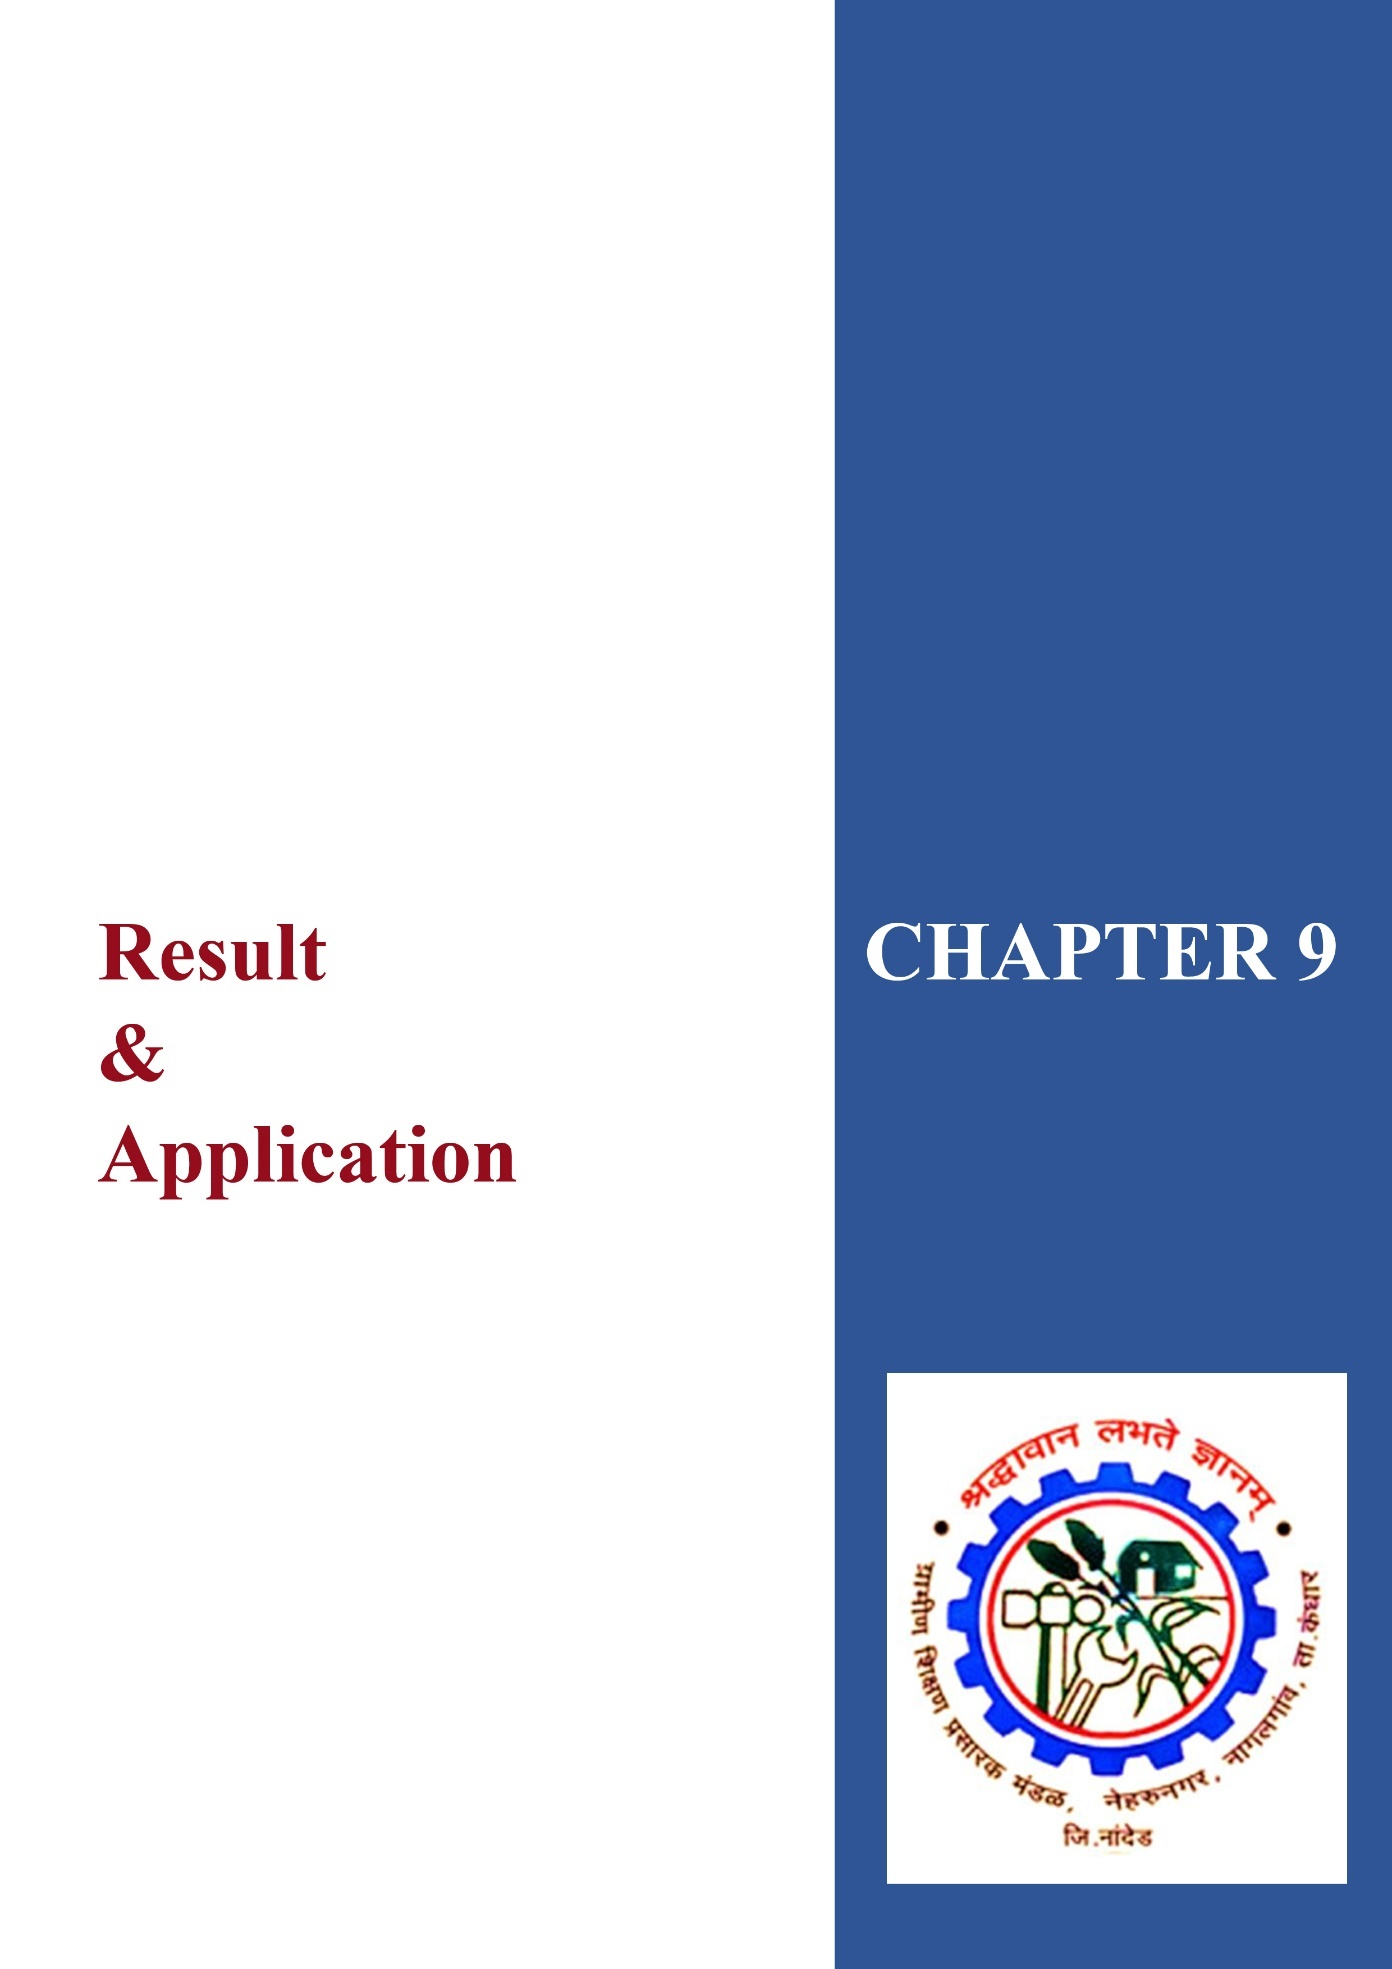 Result
&
Application
CHAPTER 9
श्रद्धावान लभते ज्ञानम्
ग्रामीण शिक्षण प्रसारक मंडळ, नेहरुनगर, नागलगांव, ता.कंधार
जि.नांदेड